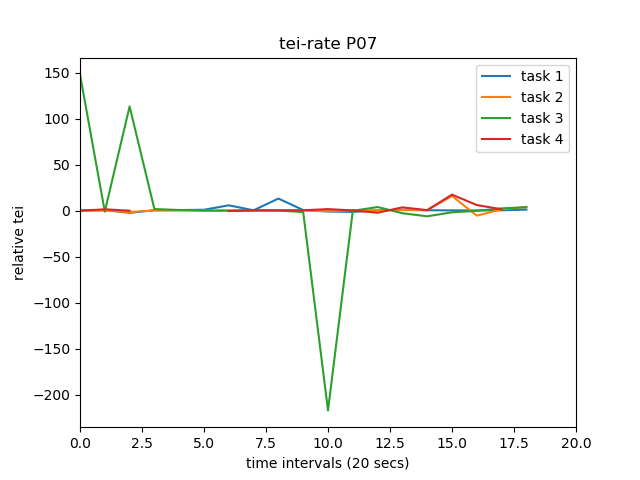 tei-rate P07
150
100
50
0
−50
−100
−150
−200
relative tei
0.0 2.5 5.0 7.5 10.0 12.5 15.0 17.5 20.0
time intervals (20 secs)
task 1
task 2
task 3
task 4